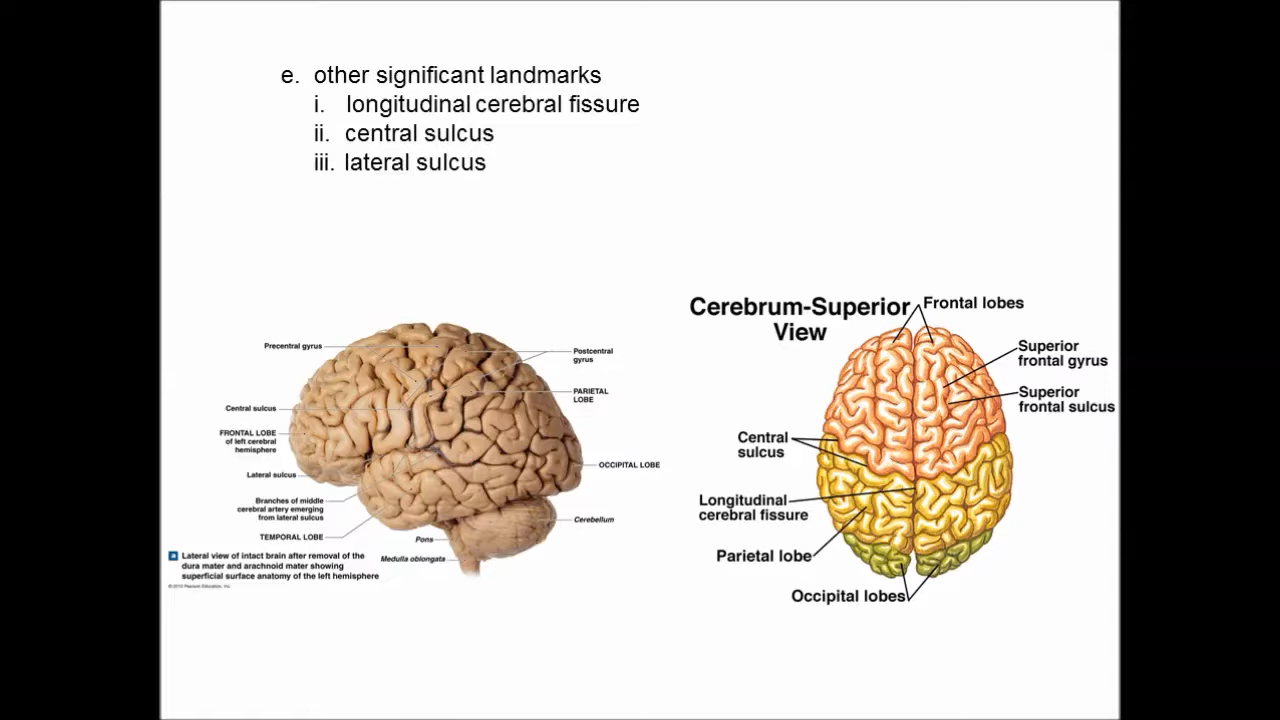 e. other significant landmarks
i. longitudinal cerebral fissure
ii. central sulcus
iii. lateral sulcus
Precentral gyrus
Central sulcus
FRONTAL LOBE
of left cerebral
hemisphere
Lateral sulcus
Branches of middle
cerebral artery emerging
from lateral sulcus
TEMPORAL LOBE
Pons
Medulla oblongata
Postcentral
gyrus
PARIETAL
LOBE
OCCIPITAL LOBE
Cerebellum
a Lateral view of intact brain after removal of the
dura mater and arachnoid mater showing
superficial surface anatomy of the left hemisphere
© 2012 Pearson Education, Inc.
Cerebrum-Superior
View
Frontal lobes
Superior
frontal gyrus
Superior
frontal sulcus
Central
sulcus
Longitudinal
cerebral fissure
Parietal lobe
Occipital lobes